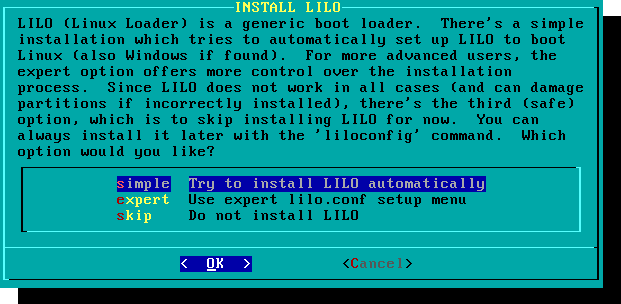 INSTALL LILO
LILO (Linux Loader) is a generic boot loader.  There's a simple
installation which tries to automatically set up LILO to boot
Linux (also Windows if found).  For more advanced users, the
expert option offers more control over the installation
process.  Since LILO does not work in all cases (and can damage
partitions if incorrectly installed), there's the third (safe)
option, which is to skip installing LILO for now.  You can
always install it later with the 'liloconfig' command.  Which
option would you like?
simple  Try to install LILO automatically
expert  Use expert lilo.conf setup menu
skip    Do not install LILO
<  OK  >  <Cancel>